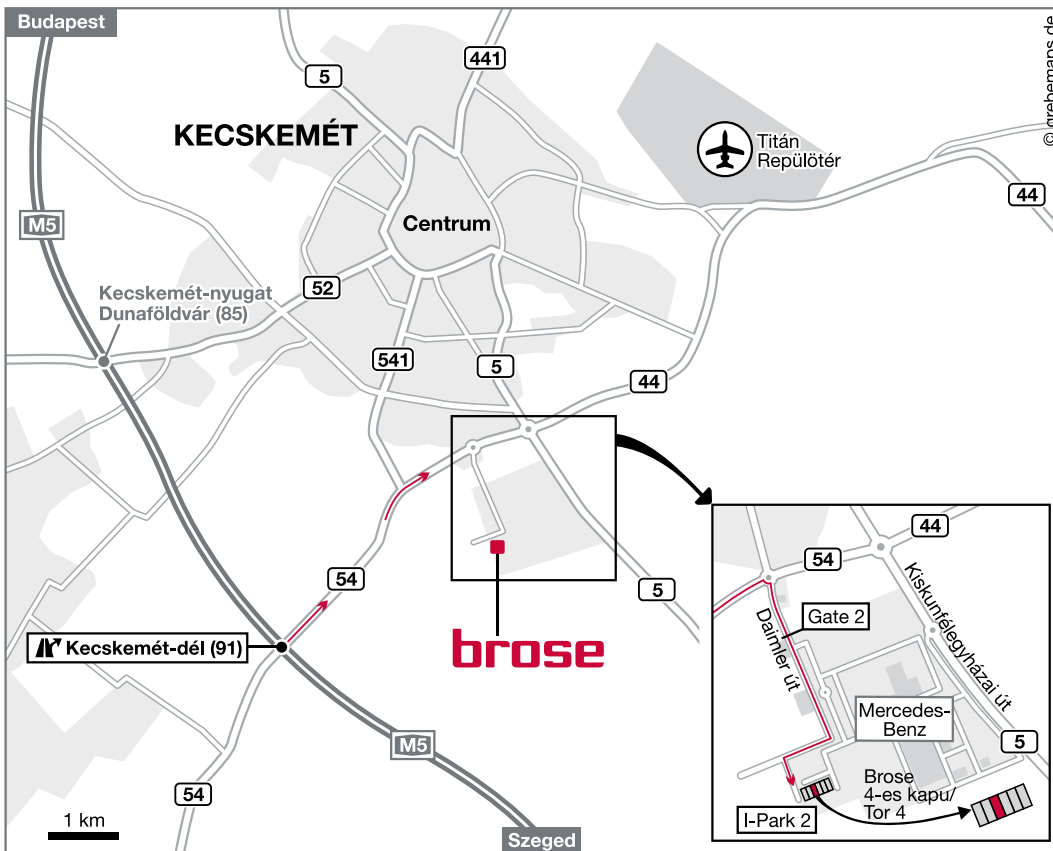 Budapest
© grebemaps.de
5
441
KECSKEMÉT
Titán
Repülötér
44
M5
Centrum
Kecskemét-nyugat
Dunaföldvár (85)
52
541
5
44
54
5
Kecskemét-dél (91)
brose
M5
54
1 km
Szeged
44
54
Kiskunfélegyházai út
Gate 2
Daimler út
Mercedes-
Benz
5
Brose
4-es kapu/
Tor 4
I-Park 2